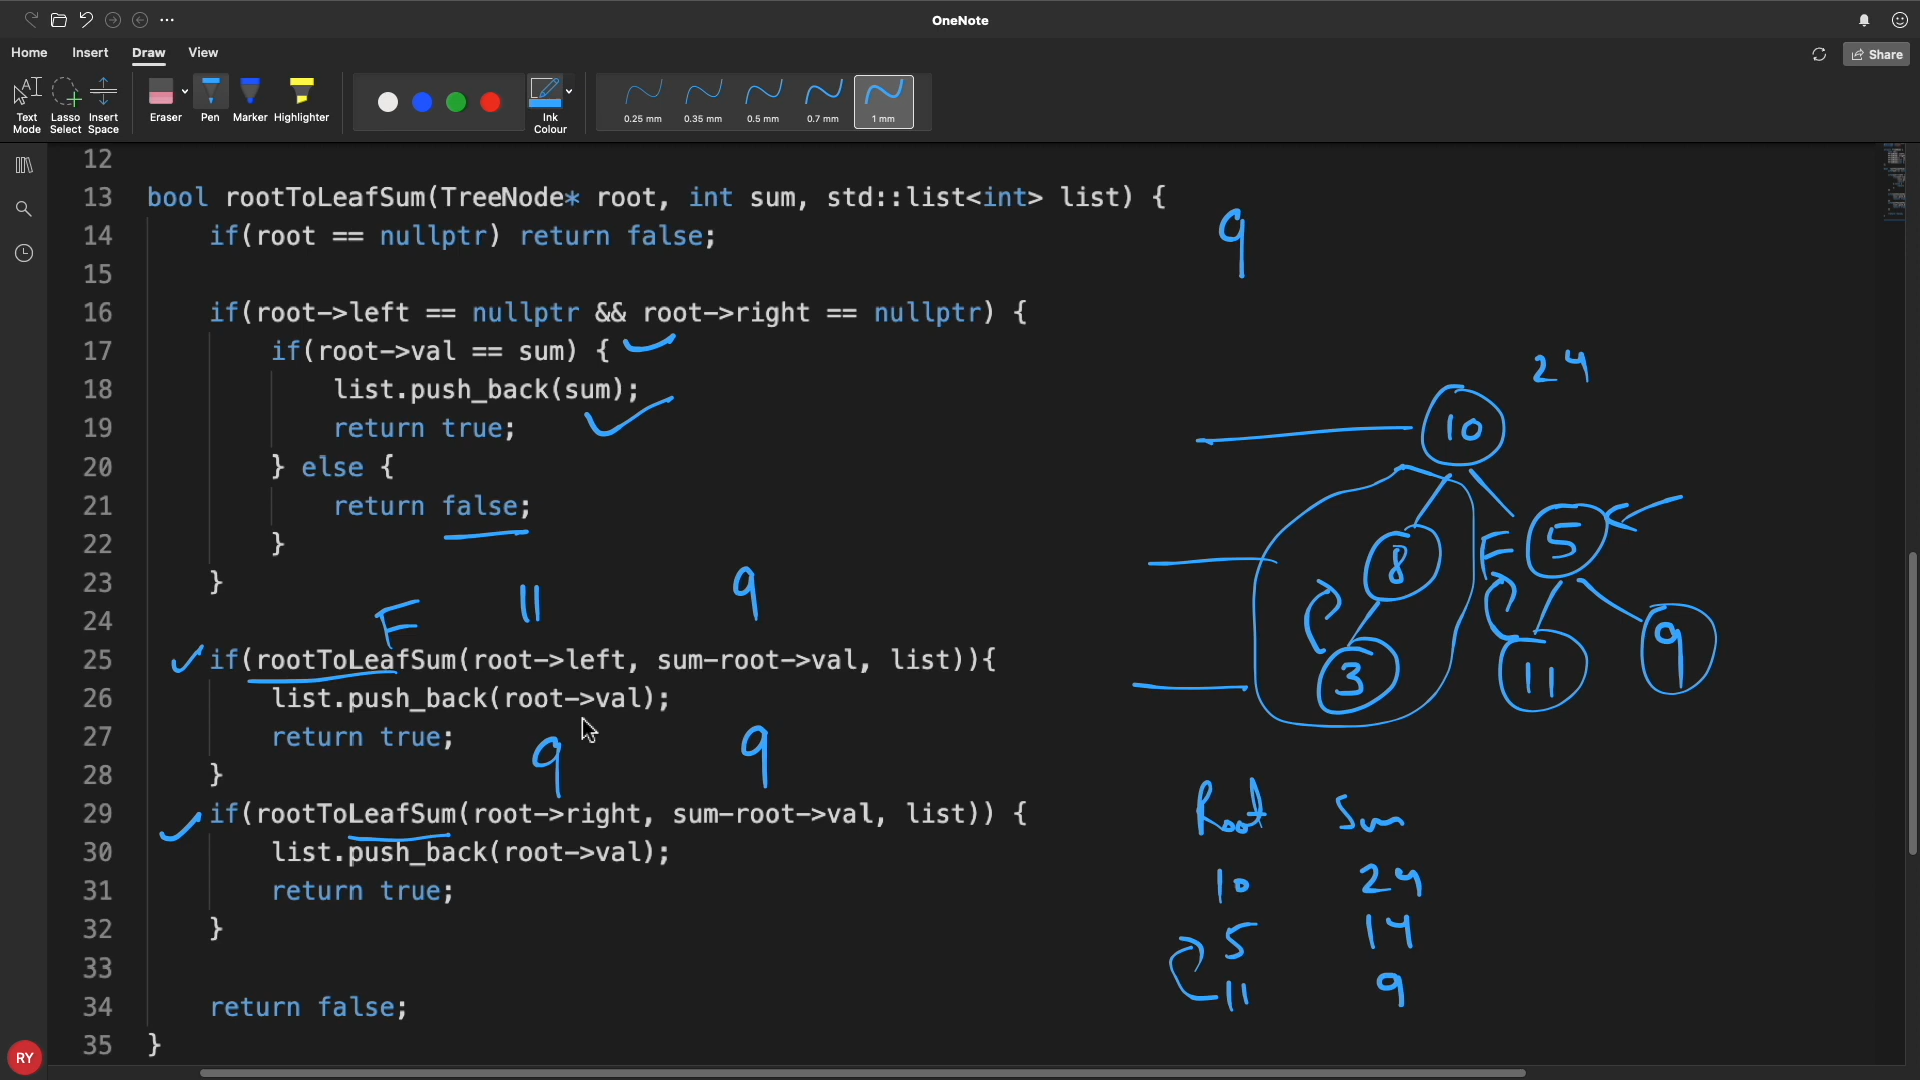 OneNote
Home Insert Draw View
Share
Text Mode
Lasso Select
Insert Space
Eraser
Pen
Marker
Highlighter
Ink Colour
0.25 mm
0.35 mm
0.5 mm
0.7 mm
1 mm
12
13 bool rootToLeafSum(TreeNode* root, int sum, std::list<int> list) {
14 if(root == nullptr) return false;
15
16 if(root->left == nullptr && root->right == nullptr) {
17 if(root->val == sum) {
18 list.push_back(sum);
19 return true;
20 } else {
21 return false;
22 }
23 }
24
25 if(rootToLeafSum(root->left, sum-root->val, list)){
26 list.push_back(root->val);
27 return true;
28 }
29 if(rootToLeafSum(root->right, sum-root->val, list)) {
30 list.push_back(root->val);
31 return true;
32 }
33
34 return false;
35 }
F 11 9
9 9
9
24
10
8 F 5
3 11 9
Root Sum
10 24
5 14
11 9
RY